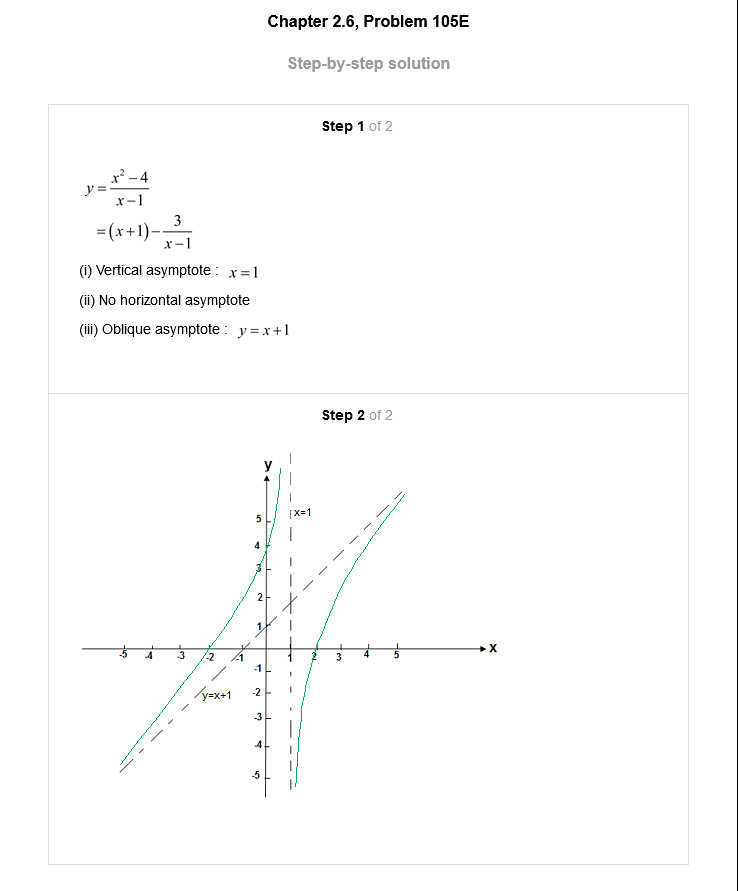 Chapter 2.6, Problem 105E
Step-by-step solution
Step 1 of 2
y = \frac{x^2 - 4}{x - 1}
= (x + 1) - \frac{3}{x - 1}
(i) Vertical asymptote : x = 1
(ii) No horizontal asymptote
(iii) Oblique asymptote : y = x + 1
Step 2 of 2
y
5
x=1
4
3
2
1
-5 -4 -3 -2 -1 1 2 3 4 5 x
-1
y=x+1
-2
-3
-4
-5